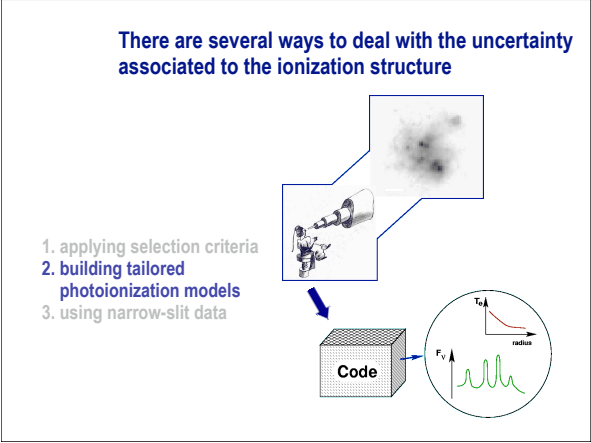 There are several ways to deal with the uncertainty
associated to the ionization structure
1. applying selection criteria
2. building tailored
photoionization models
3. using narrow-slit data
Code
Te
radius
Fν